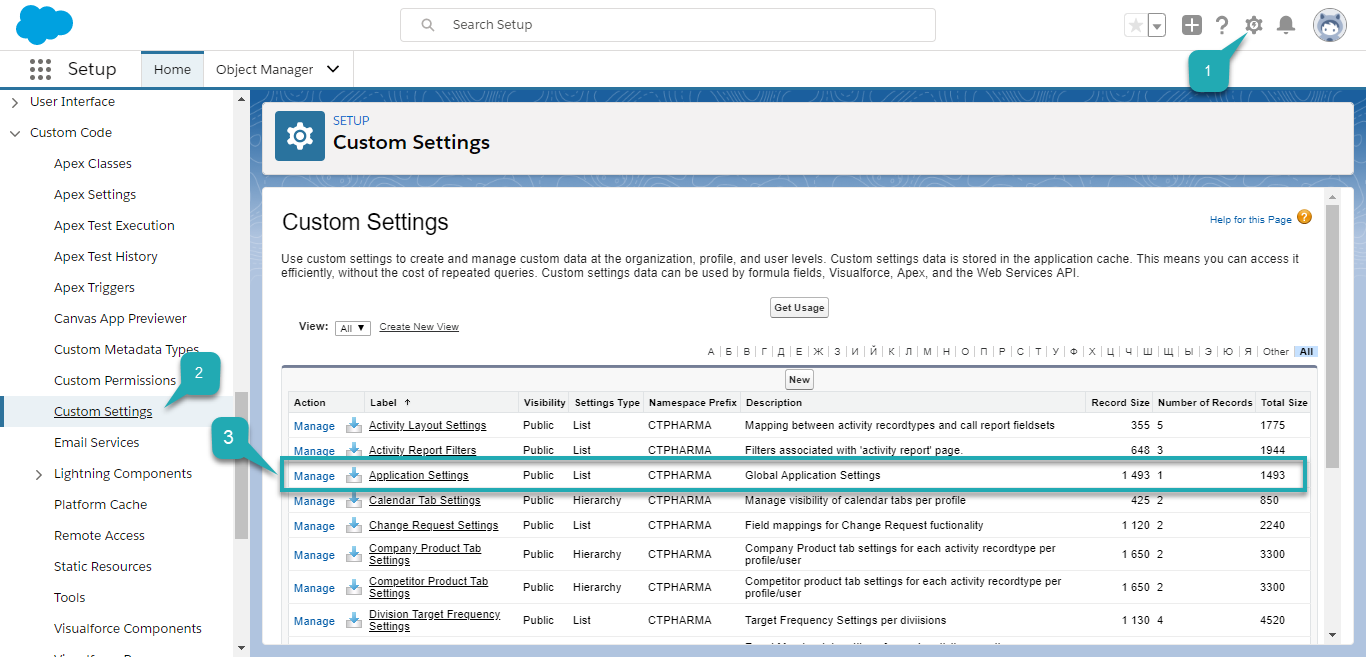 Search Setup
1
Setup
Home
Object Manager
User Interface
Custom Code
Apex Classes
Apex Settings
Apex Test Execution
Apex Test History
Apex Triggers
Canvas App Previewer
Custom Metadata Types
Custom Permissions
2
Custom Settings
3
Email Services
Lightning Components
Platform Cache
Remote Access
Static Resources
Tools
Visualforce Components
SETUP
Custom Settings
Custom Settings
Help for this Page ?
Use custom settings to create and manage custom data at the organization, profile, and user levels. Custom settings data is stored in the application cache. This means you can access it
efficiently, without the cost of repeated queries. Custom settings data can be used by formula fields, Visualforce, Apex, and the Web Services API.
Get Usage
View: All ▼ Create New View
А | Б | В | Г | Д | Е | Ж | З | И | Й | К | Л | М | Н | О | П | Р | С | Т | У | Ф | Х | Ц | Ч | Ш | Щ | Ы | Э | Ю | Я | Other All
New
Action Label ↑ Visibility Settings Type Namespace Prefix Description Record Size Number of Records Total Size
Manage Activity Layout Settings Public List CTPHARMA Mapping between activity recordtypes and call report fieldsets 355 5 1775
Manage Activity Report Filters Public List CTPHARMA Filters associated with 'activity report' page. 648 3 1944
Manage Application Settings Public List CTPHARMA Global Application Settings 1 493 1 1493
Manage Calendar Tab Settings Public Hierarchy CTPHARMA Manage visibility of calendar tabs per profile 425 2 850
Manage Change Request Settings Public List CTPHARMA Field mappings for Change Request fuctionality 1 120 2 2240
Manage Company Product Tab Settings Public Hierarchy CTPHARMA Company Product tab settings for each activity recordtype per profile/user 1 650 2 3300
Manage Competitor Product Tab Settings Public Hierarchy CTPHARMA Competitor product tab settings for each activity recordtype per profile/user 1 650 2 3300
Manage Division Target Frequency Settings Public List CTPHARMA Target Frequency Settings per diviisions 1 130 4 4520